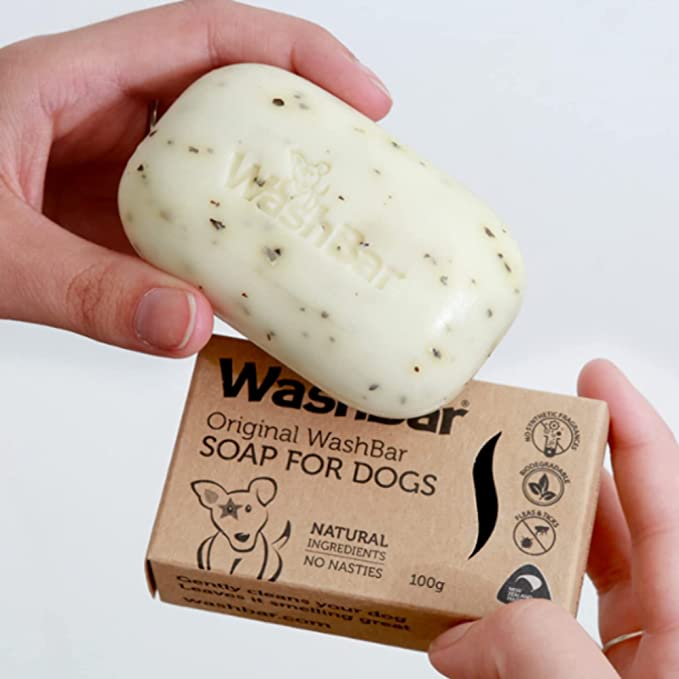 WashBar
WashBar®
Original WashBar
SOAP FOR DOGS
NATURAL
INGREDIENTS
NO NASTIES
100g
NO SYNTHETIC FRAGRANCES
BIODEGRADABLE
FLEAS & TICKS
NEW
Gently cleans your dog
Leaves it smelling great
washbar.com